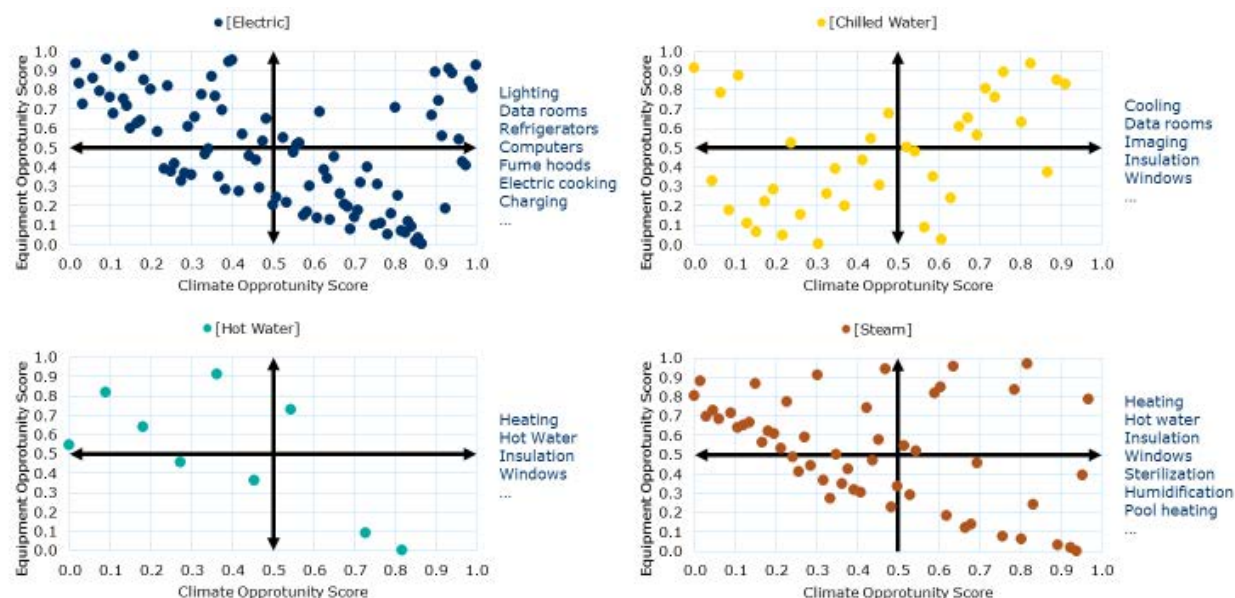 [Electric]
Equipment Opportunity Score
1.0
0.9
0.8
0.7
0.6
0.5
0.4
0.3
0.2
0.1
0.0
0.0 0.1 0.2 0.3 0.4 0.5 0.6 0.7 0.8 0.9 1.0
Climate Opprotunity Score
Lighting
Data rooms
Refrigerators
Computers
Fume hoods
Electric cooking
Charging
...
[Chilled Water]
Equipment Opportunity Score
1.0
0.9
0.8
0.7
0.6
0.5
0.4
0.3
0.2
0.1
0.0
0.0 0.1 0.2 0.3 0.4 0.5 0.6 0.7 0.8 0.9 1.0
Climate Opprotunity Score
Cooling
Data rooms
Imaging
Insulation
Windows
...
[Hot Water]
Equipment Opportunity Score
1.0
0.9
0.8
0.7
0.6
0.5
0.4
0.3
0.2
0.1
0.0
0.0 0.1 0.2 0.3 0.4 0.5 0.6 0.7 0.8 0.9 1.0
Climate Opprotunity Score
Heating
Hot Water
Insulation
Windows
...
[Steam]
Equipment Opportunity Score
1.0
0.9
0.8
0.7
0.6
0.5
0.4
0.3
0.2
0.1
0.0
0.0 0.1 0.2 0.3 0.4 0.5 0.6 0.7 0.8 0.9 1.0
Climate Opprotunity Score
Heating
Hot water
Insulation
Windows
Sterilization
Humidification
Pool heating
...